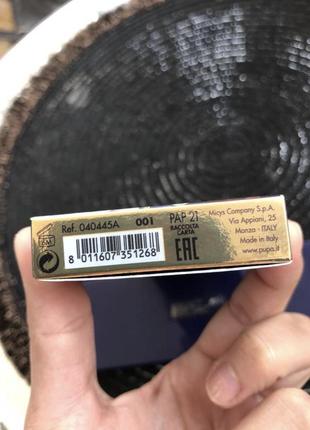 Ref. 040445A
001
8 011607 351268
PAP 21
RACCOLTA
CARTA
EAC
Micys Company S.p.A.
Via Appiani, 25
Monza - ITALY
Made in Italy
www.pupa.it